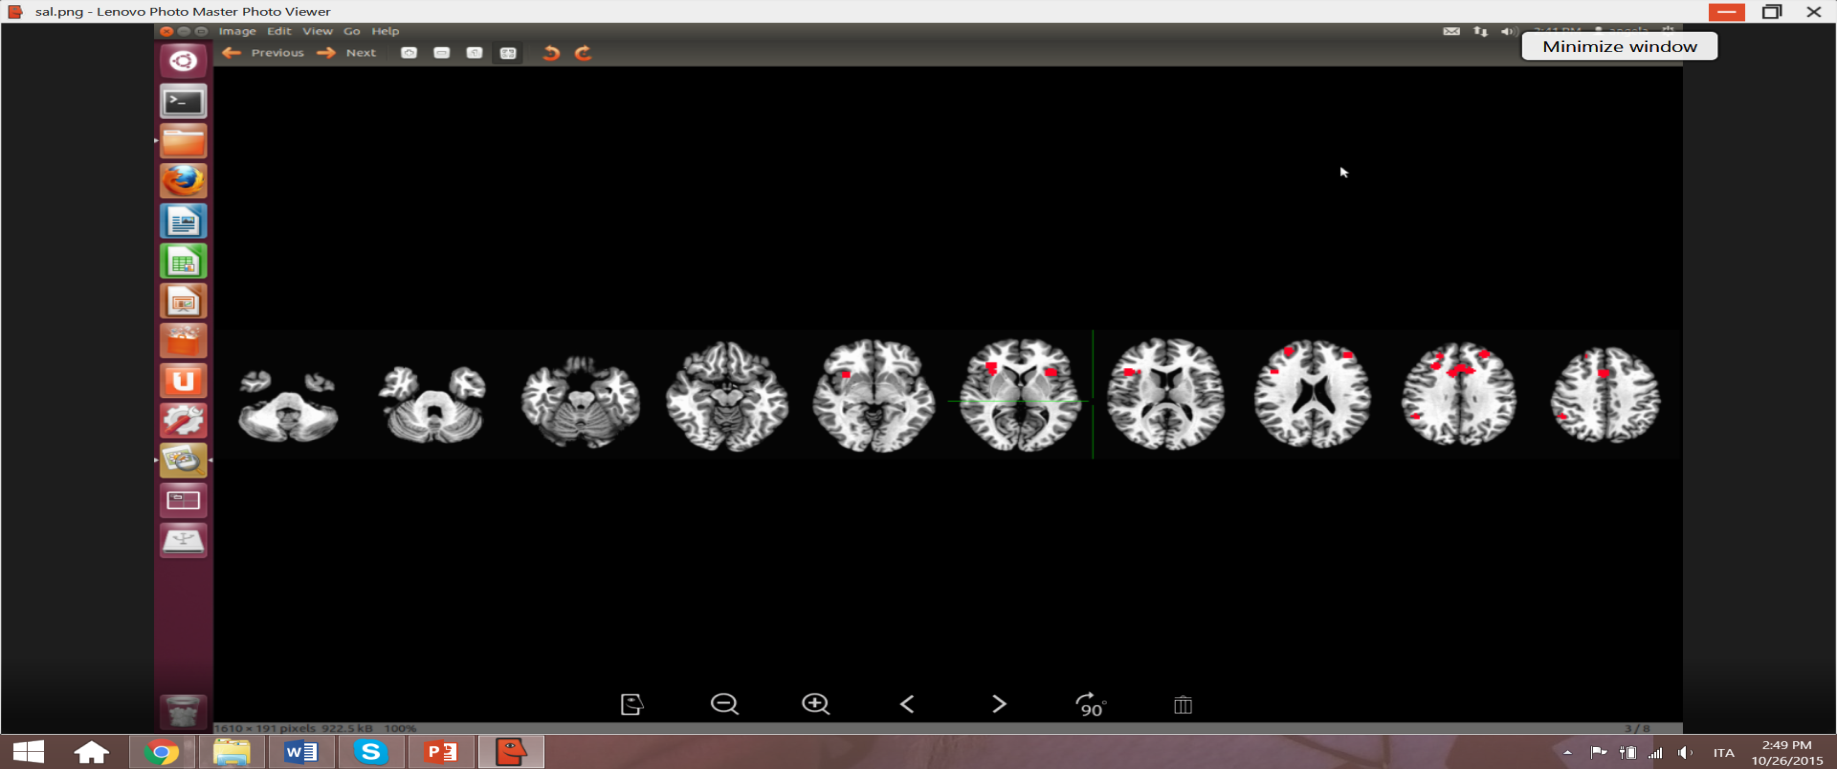 sal.png - Lenovo Photo Master Photo Viewer
Image Edit View Go Help
Minimize window
Previous Next
90°
1610 × 191 pixels 922.5 kB 100%
3 / 8
ITA
2:49 PM
10/26/2015